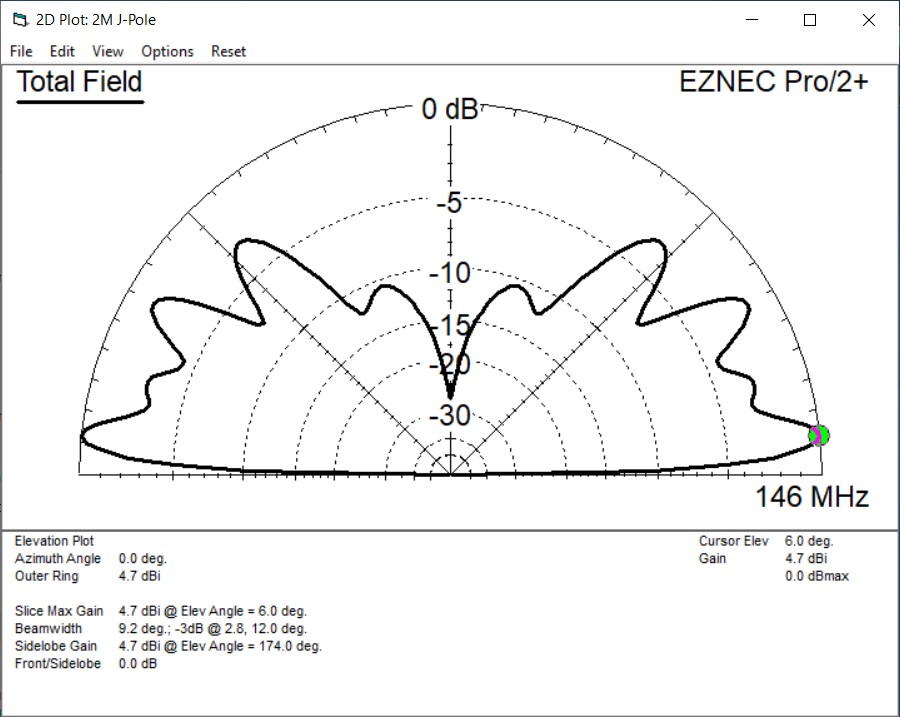 2D Plot: 2M J-Pole
File Edit View Options Reset
Total Field
EZNEC Pro/2+
0 dB
-5
-10
-15
-20
-30
146 MHz
Elevation Plot
Azimuth Angle 0.0 deg.
Outer Ring 4.7 dBi
Cursor Elev 6.0 deg.
Gain 4.7 dBi
0.0 dBmax
Slice Max Gain 4.7 dBi @ Elev Angle = 6.0 deg.
Beamwidth 9.2 deg.; -3dB @ 2.8, 12.0 deg.
Sidelobe Gain 4.7 dBi @ Elev Angle = 174.0 deg.
Front/Sidelobe 0.0 dB